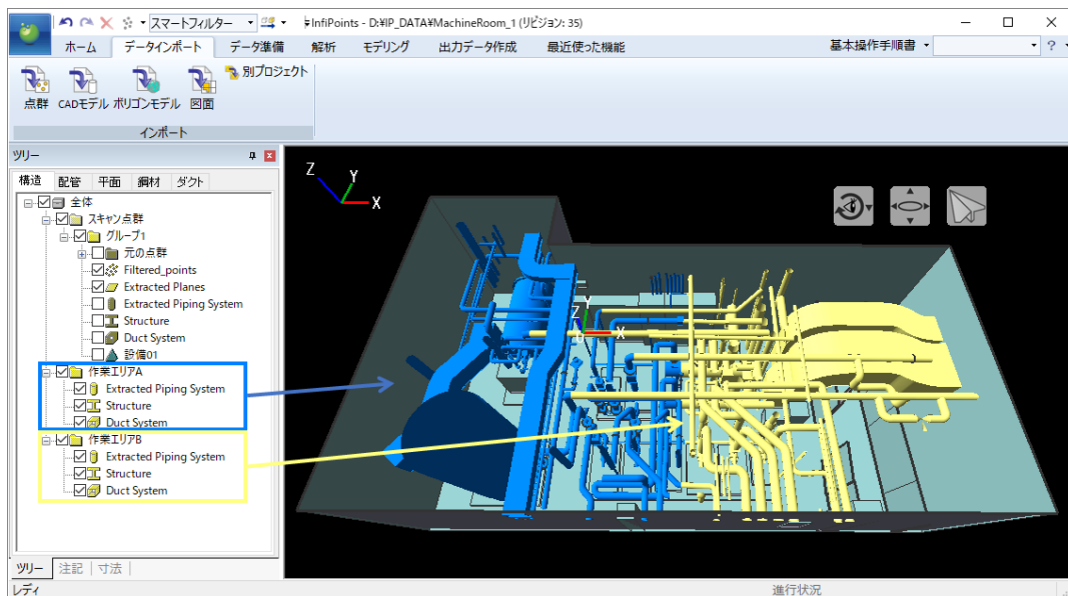 スマートフィルター
InfiPoints - D:¥IP_DATA¥MachineRoom_1 (リビジョン: 35)
ホーム データインポート データ準備 解析 モデリング 出力データ作成 最近使った機能 基本操作手順書 ?
点群 CADモデル ポリゴンモデル 図面 別プロジェクト
インポート
ツリー
構造 配管 平面 鋼材 ダクト
全体
スキャン点群
グループ1
元の点群
Filtered_points
Extracted Planes
Extracted Piping System
Structure
Duct System
設備01
作業エリアA
Extracted Piping System
Structure
Duct System
作業エリアB
Extracted Piping System
Structure
Duct System
Z Y X
Z Y X
ツリー 注記 寸法
レディ 進行状況